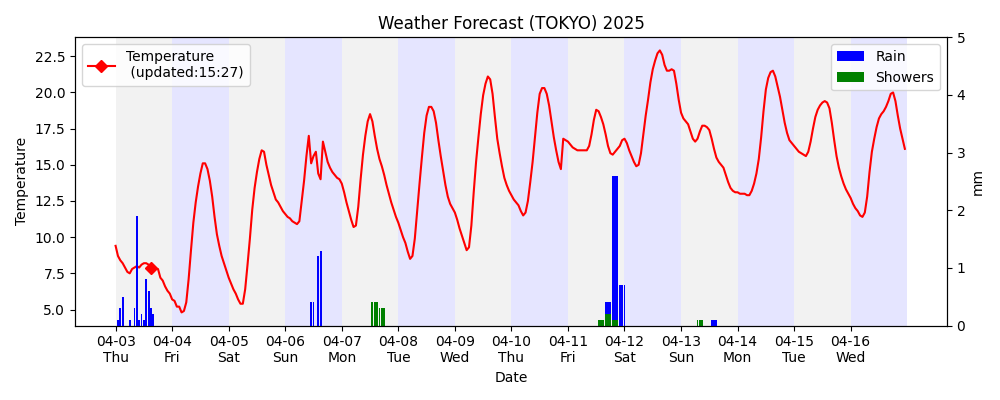 Weather Forecast (TOKYO) 2025
Temperature
(updated:15:27)
Rain
Showers
Temperature
22.5
20.0
17.5
15.0
12.5
10.0
7.5
5.0
5
4
3
2
1
0
mm
04-03 04-04 04-05 04-06 04-07 04-08 04-09 04-10 04-11 04-12 04-13 04-14 04-15 04-16
Thu Fri Sat Sun Mon Tue Wed Thu Fri Sat Sun Mon Tue Wed
Date